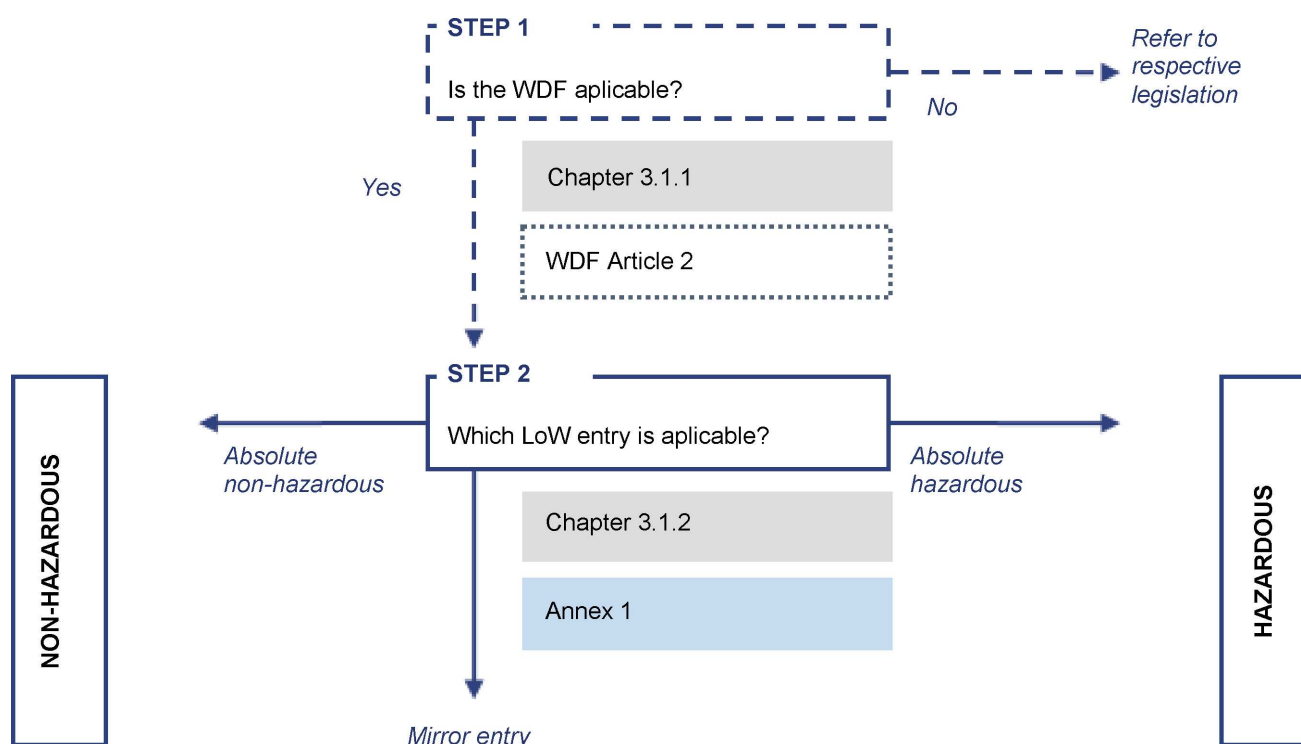 STEP 1
Is the WDF aplicable?
Refer to
respective
legislation
No
Yes
Chapter 3.1.1
WDF Article 2
STEP 2
Which LoW entry is aplicable?
Absolute
non-hazardous
Absolute
hazardous
NON-HAZARDOUS
HAZARDOUS
Chapter 3.1.2
Annex 1
Mirror entry